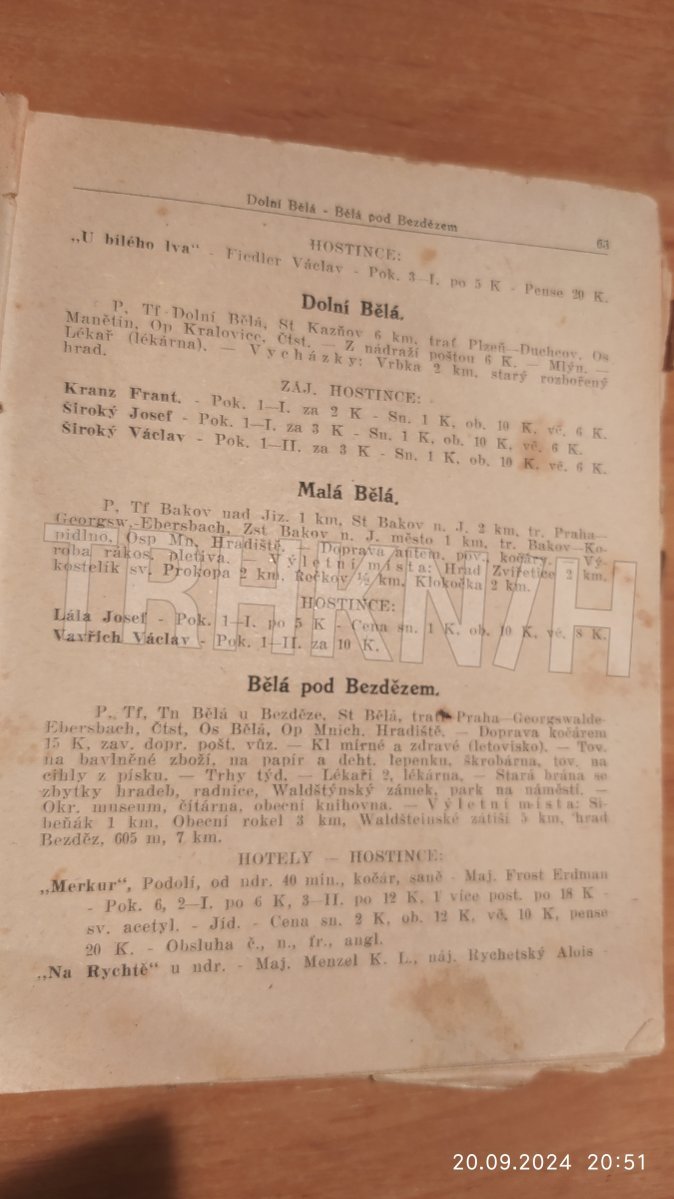 Dolní Bělá - Bělá pod Bezdězem 63
HOSTINCE:
„U bílého lva“ - Fiedler Václav - Pok. 3—I. po 5 K - Pense 20 K.
Dolní Bělá.
P, Tf Dolní Bělá, St Kazňov 6 km, trať Plzeň—Duchcov, Os
Manětín, Op Kralovice, Čtst. — Z nádraží poštou 6 K. — Mlýn. —
Lékař (lékárna). — Vycházky: Vrbka 2 km, starý rozbořený
hrad.
ZÁJ. HOSTINCE:
Kranz Frant. - Pok. 1—I. za 2 K - Sn. 1 K, ob. 10 K, vč. 6 K.
Široký Josef - Pok. 1—I. za 3 K - Sn. 1 K, ob. 10 K, vč. 6 K.
Široký Václav - Pok. 1—II. za 3 K - Sn. 1 K, ob. 10 K, vč. 6 K.
Malá Bělá.
P, Tf Bakov nad Jiz. 1 km, St Bakov n. J. 2 km, tr. Praha—
Georgsw.-Ebersbach, Zst Bakov n. J. město 1 km, tr. Bakov—Ko-
pidlno, Osp Mn. Hradiště. — Doprava autem, pov., kočáry. — Vý-
roba rákos. pletiva. — Výletní místa: Hrad Zvířetice 2 km,
kostelík sv. Prokopa 2 km, Řečkov ½ km, Klokočka 2 km.
HOSTINCE:
Lála Josef - Pok. 1—I. po 5 K - Cena sn. 1 K, ob. 10 K, vč. 8 K.
Vavřich Václav - Pok. 1—II. za 10 K.
TRHKNIH
Bělá pod Bezdězem.
P, Tf, Tn Bělá u Bezděze, St Bělá, trať Praha—Georgswalde-
Ebersbach, Čtst, Os Bělá, Op Mnich. Hradiště. — Doprava kočárem
15 K, zav. dopr. pošt. vůz. — Kl mírné a zdravé (letovisko). — Tov.
na bavlněné zboží, na papír a deht. lepenku, škrobárna, tov. na
cihly z písku. — Trhy týd. — Lékaři 2, lékárna. — Stará brána se
zbytky hradeb, radnice, Waldštýnský zámek, park na náměstí. —
Okr. museum, čítárna, obecní knihovna. — Výletní místa: Si-
beňák 1 km, Obecní rokel 3 km, Waldšteinské zátiší 5 km, hrad
Bezděz, 605 m, 7 km.
HOTELY — HOSTINCE:
„Merkur“, Podolí, od ndr. 40 min., kočár, saně - Maj. Frost Erdman
- Pok. 6, 2—I. po 6 K, 3—II. po 12 K, 1 více post. po 18 K -
sv. acetyl. - Jíd. - Cena sn. 2 K, ob. 12 K, vč. 10 K, pense
20 K. - Obsluha č., n., fr., angl.
„Na Rychtě“ u ndr. - Maj. Menzel K. L., náj. Rychetský Alois -
20.09.2024 20:51